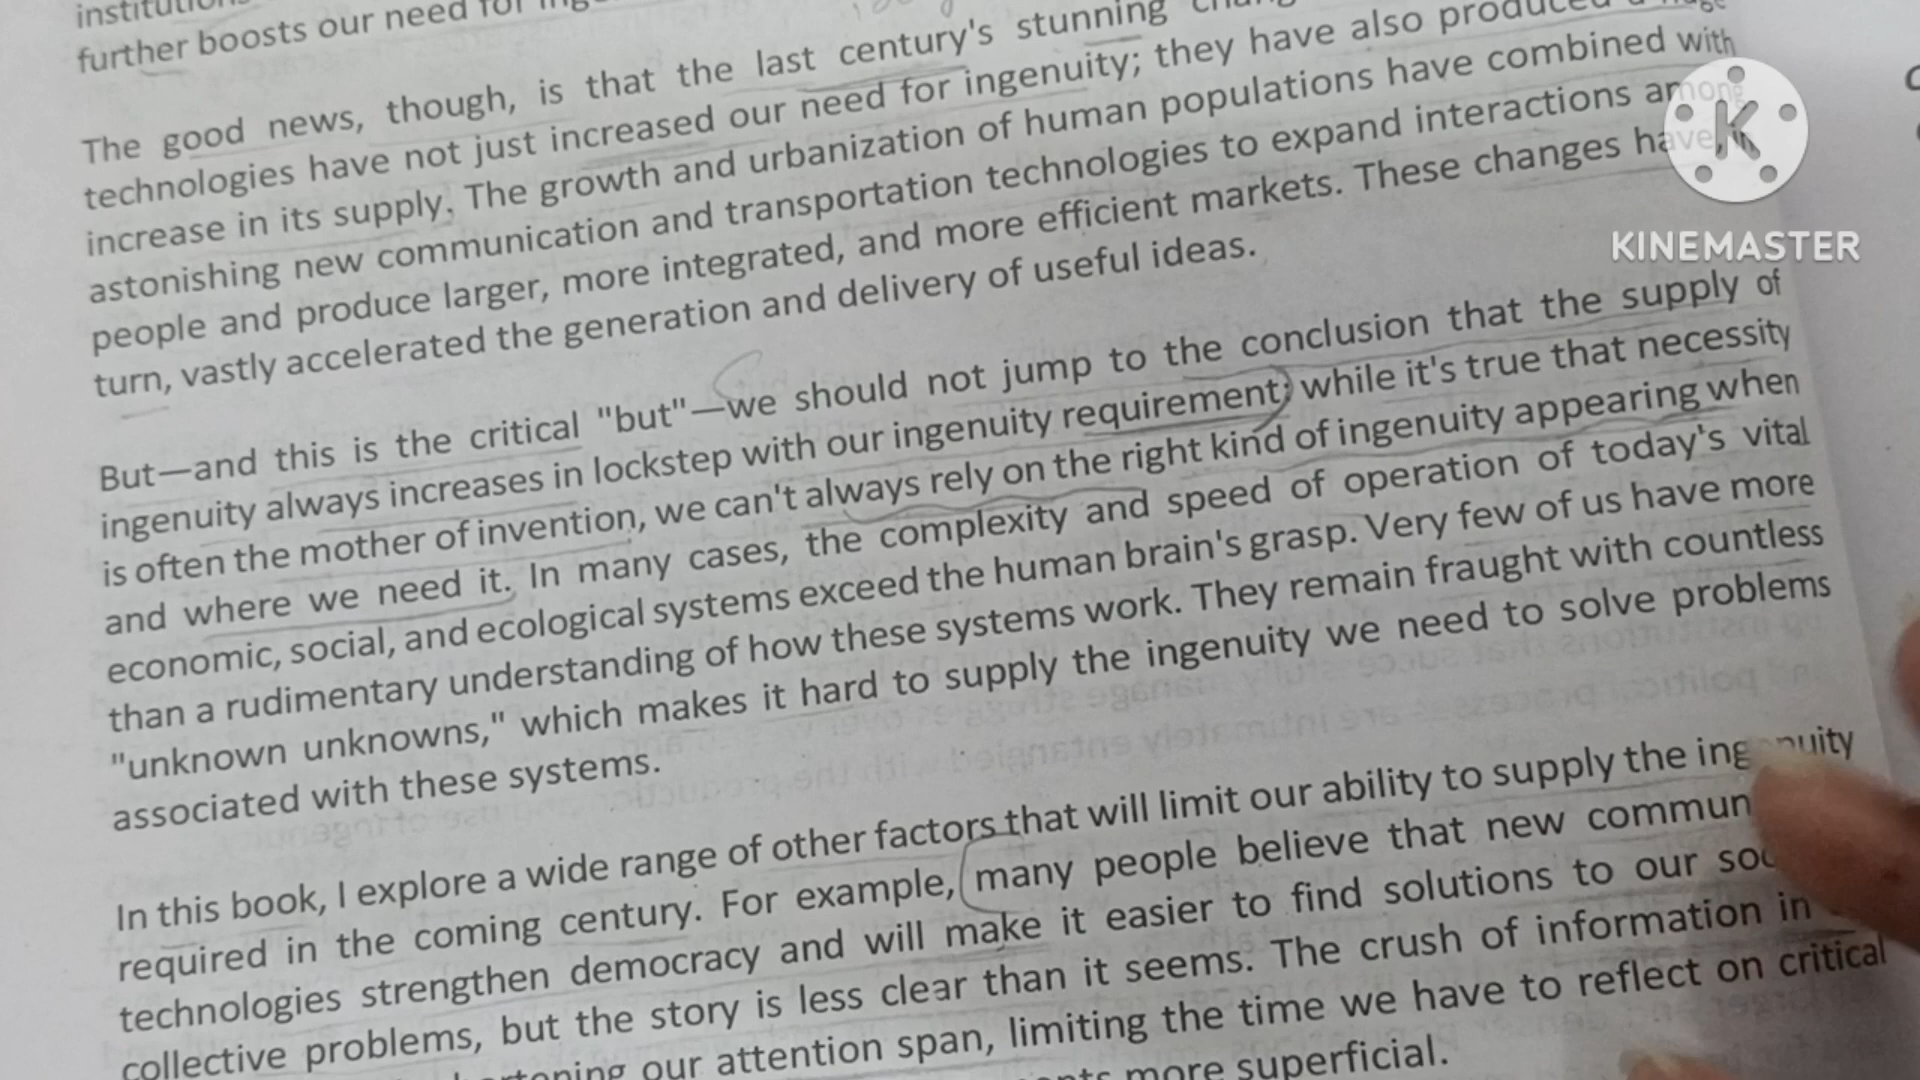 further boosts our need for
The good news, though, is that the last century's stunning
technologies have not just increased our need for ingenuity; they have also produced a huge
increase in its supply. The growth and urbanization of human populations have combined with
astonishing new communication and transportation technologies to expand interactions among
people and produce larger, more integrated, and more efficient markets. These changes have, in
turn, vastly accelerated the generation and delivery of useful ideas.
But—and this is the critical "but"—we should not jump to the conclusion that the supply of
ingenuity always increases in lockstep with our ingenuity requirement; while it's true that necessity
is often the mother of invention, we can't always rely on the right kind of ingenuity appearing when
and where we need it. In many cases, the complexity and speed of operation of today's vital
economic, social, and ecological systems exceed the human brain's grasp. Very few of us have more
than a rudimentary understanding of how these systems work. They remain fraught with countless
"unknown unknowns," which makes it hard to supply the ingenuity we need to solve problems
associated with these systems.
In this book, I explore a wide range of other factors that will limit our ability to supply the ingenuity
required in the coming century. For example, many people believe that new
technologies strengthen democracy and will make it easier to find solutions to our
collective problems, but the story is less clear than it seems. The crush of information in
our attention span, limiting the time we have to reflect on critical
more superficial.
KINEMASTER